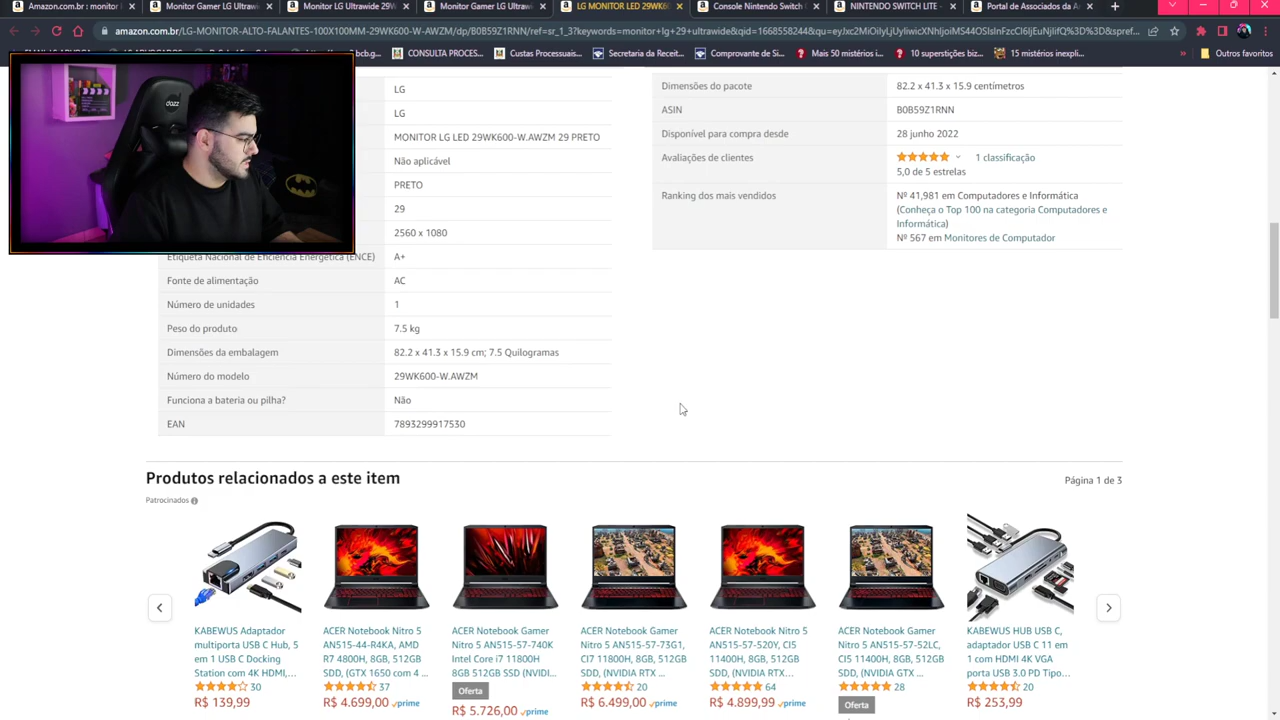 Amazon.com.br: monitor l
Monitor Gamer LG Ultraw
Monitor LG Ultrawide 29W
Monitor Gamer LG Ultraw
LG MONITOR LED 29WK60
Console Nintendo Switch
NINTENDO SWITCH LITE -
Portal de Associados da A
amazon.com.br/LG-MONITOR-ALTO-FALANTES-100X100MM-29WK600-W-AWZM/dp/B0B59Z1RNN/ref=sr_1_3?keywords=monitor+lg+29+ultrawide&qid=1668558244
bcb.g...
CONSULTA PROCES...
Custas Processuais...
Secretaria da Receit...
Comprovante de Si...
Mais 50 mistérios i...
10 superstições biz...
15 mistérios inexpli...
Outros favoritos
dazz
LG
LG
MONITOR LG LED 29WK600-W.AWZM 29 PRETO
Não aplicável
PRETO
29
2560 x 1080
Etiqueta Nacional de Eficiência Energética (ENCE) A+
Fonte de alimentação AC
Número de unidades 1
Peso do produto 7.5 kg
Dimensões da embalagem 82.2 x 41.3 x 15.9 cm; 7.5 Quilogramas
Número do modelo 29WK600-W.AWZM
Funciona a bateria ou pilha? Não
EAN 7893299917530
Dimensões do pacote 82.2 x 41.3 x 15.9 centímetros
ASIN B0B59Z1RNN
Disponível para compra desde 28 junho 2022
Avaliações de clientes 1 classificação
5,0 de 5 estrelas
Ranking dos mais vendidos Nº 41,981 em Computadores e Informática
(Conheça o Top 100 na categoria Computadores e
Informática)
Nº 567 em Monitores de Computador
Produtos relacionados a este item
Página 1 de 3
Patrocinados
KABEWUS Adaptador
multiporta USB C Hub, 5
em 1 USB C Docking
Station com 4K HDMI,...
30
R$ 139,99
ACER Notebook Nitro 5
AN515-44-R4KA, AMD
R7 4800H, 8GB, 512GB
SDD, (GTX 1650 com 4 ...
37
R$ 4.699,00 prime
ACER Notebook Gamer
Nitro 5 AN515-57-740K
Intel Core i7 11800H
8GB 512GB SSD (NVIDI...
Oferta
R$ 5.726,00 prime
ACER Notebook Gamer
Nitro 5 AN515-57-73G1,
CI7 11800H, 8GB, 512GB
SDD, (NVIDIA RTX ...
20
R$ 6.499,00 prime
ACER Notebook Nitro 5
AN515-57-520Y, CI5
11400H, 8GB, 512GB
SDD, (NVIDIA RTX...
64
R$ 4.899,99 prime
ACER Notebook Gamer
Nitro 5 AN515-57-52LC,
CI5 11400H, 8GB, 512GB
SDD, (NVIDIA GTX ...
28
Oferta
KABEWUS HUB USB C,
adaptador USB C 11 em
1 com HDMI 4K VGA
porta USB 3.0 PD Tipo...
20
R$ 253,99